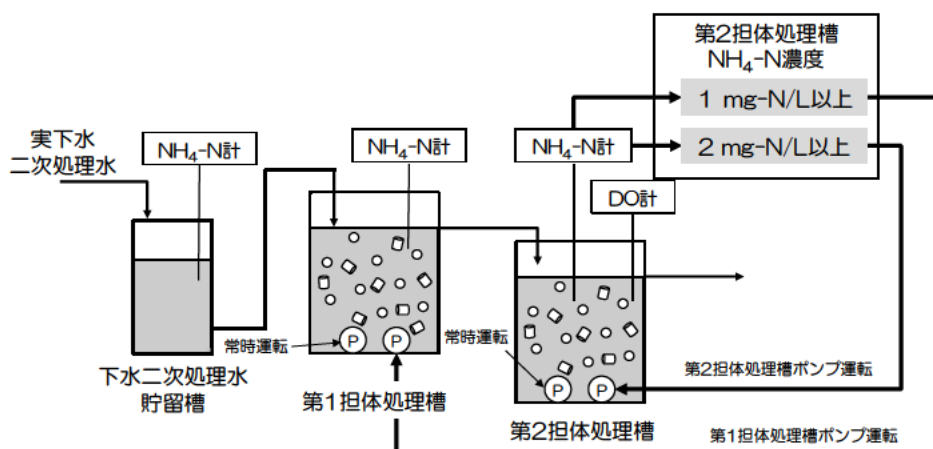 第2担体処理槽
NH₄-N濃度
1 mg-N/L以上
2 mg-N/L以上
実下水
二次処理水
NH₄-N計
NH₄-N計
NH₄-N計
DO計
常時運転
P
P
常時運転
P
P
下水二次処理水
貯留槽
第1担体処理槽
第2担体処理槽
第2担体処理槽ポンプ運転
第1担体処理槽ポンプ運転